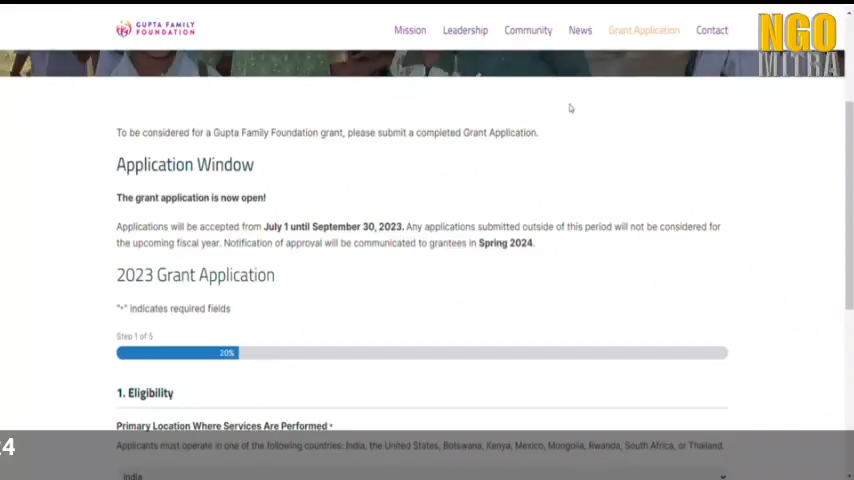 GUPTA FAMILY
FOUNDATION
Mission Leadership Community News Grant Application Contact
NGO
MITRA
To be considered for a Gupta Family Foundation grant, please submit a completed Grant Application.
Application Window
The grant application is now open!
Applications will be accepted from July 1 until September 30, 2023. Any applications submitted outside of this period will not be considered for
the upcoming fiscal year. Notification of approval will be communicated to grantees in Spring 2024.
2023 Grant Application
"*" indicates required fields
Step 1 of 5
20%
1. Eligibility
Primary Location Where Services Are Performed *
Applicants must operate in one of the following countries: India, the United States, Botswana, Kenya, Mexico, Mongolia, Rwanda, South Africa, or Thailand.
24
India